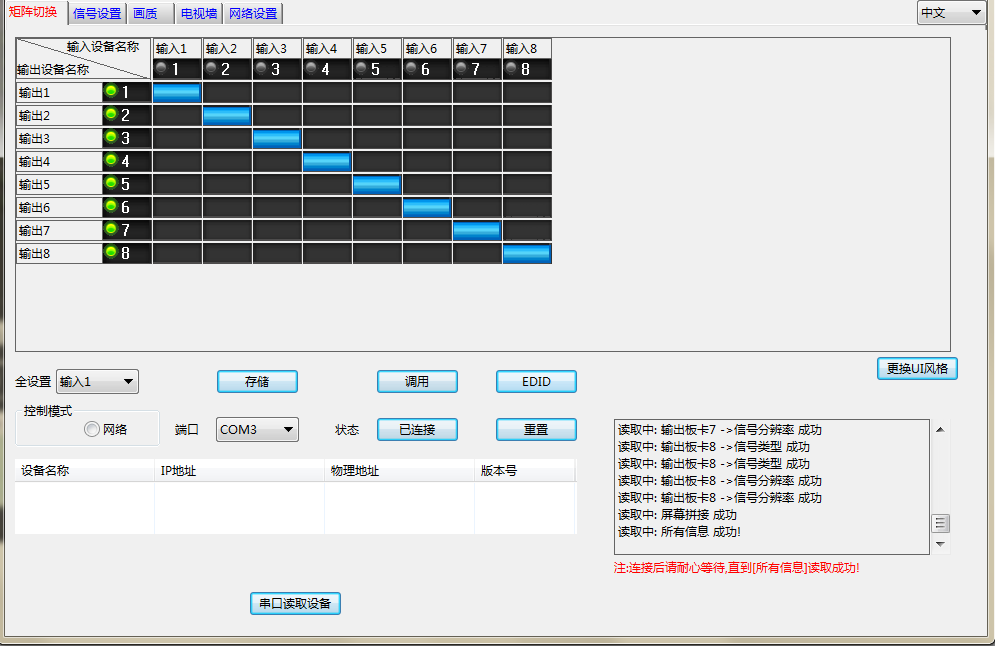 矩阵切换 信号设置 画质 电视墙 网络设置 中文
输入设备名称 输入1 输入2 输入3 输入4 输入5 输入6 输入7 输入8
输出设备名称 1 2 3 4 5 6 7 8
输出1 1
输出2 2
输出3 3
输出4 4
输出5 5
输出6 6
输出7 7
输出8 8
更换UI风格
全设置 输入1 存储 调用 EDID
控制模式
网络 端口 COM3 状态 已连接 重置
设备名称 IP地址 物理地址 版本号
读取中: 输出板卡7 ->信号分辨率 成功
读取中: 输出板卡8 ->信号类型 成功
读取中: 输出板卡8 ->信号类型 成功
读取中: 输出板卡8 ->信号分辨率 成功
读取中: 输出板卡8 ->信号分辨率 成功
读取中: 屏幕拼接 成功
读取中: 所有信息 成功!
注:连接后请耐心等待,直到[所有信息]读取成功!
串口读取设备